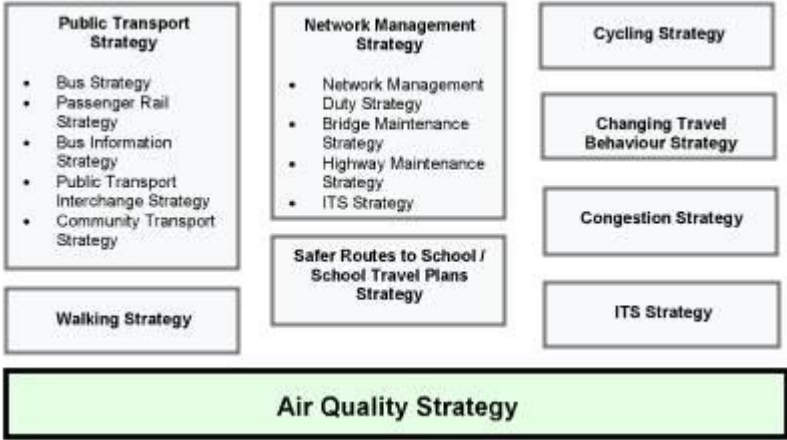 Public Transport
Strategy
• Bus Strategy
• Passenger Rail
Strategy
• Bus Information
Strategy
• Public Transport
Interchange Strategy
• Community Transport
Strategy
Walking Strategy
Network Management
Strategy
• Network Management
Duty Strategy
• Bridge Maintenance
Strategy
• Highway Maintenance
Strategy
• ITS Strategy
Safer Routes to School /
School Travel Plans
Strategy
Cycling Strategy
Changing Travel
Behaviour Strategy
Congestion Strategy
ITS Strategy
Air Quality Strategy